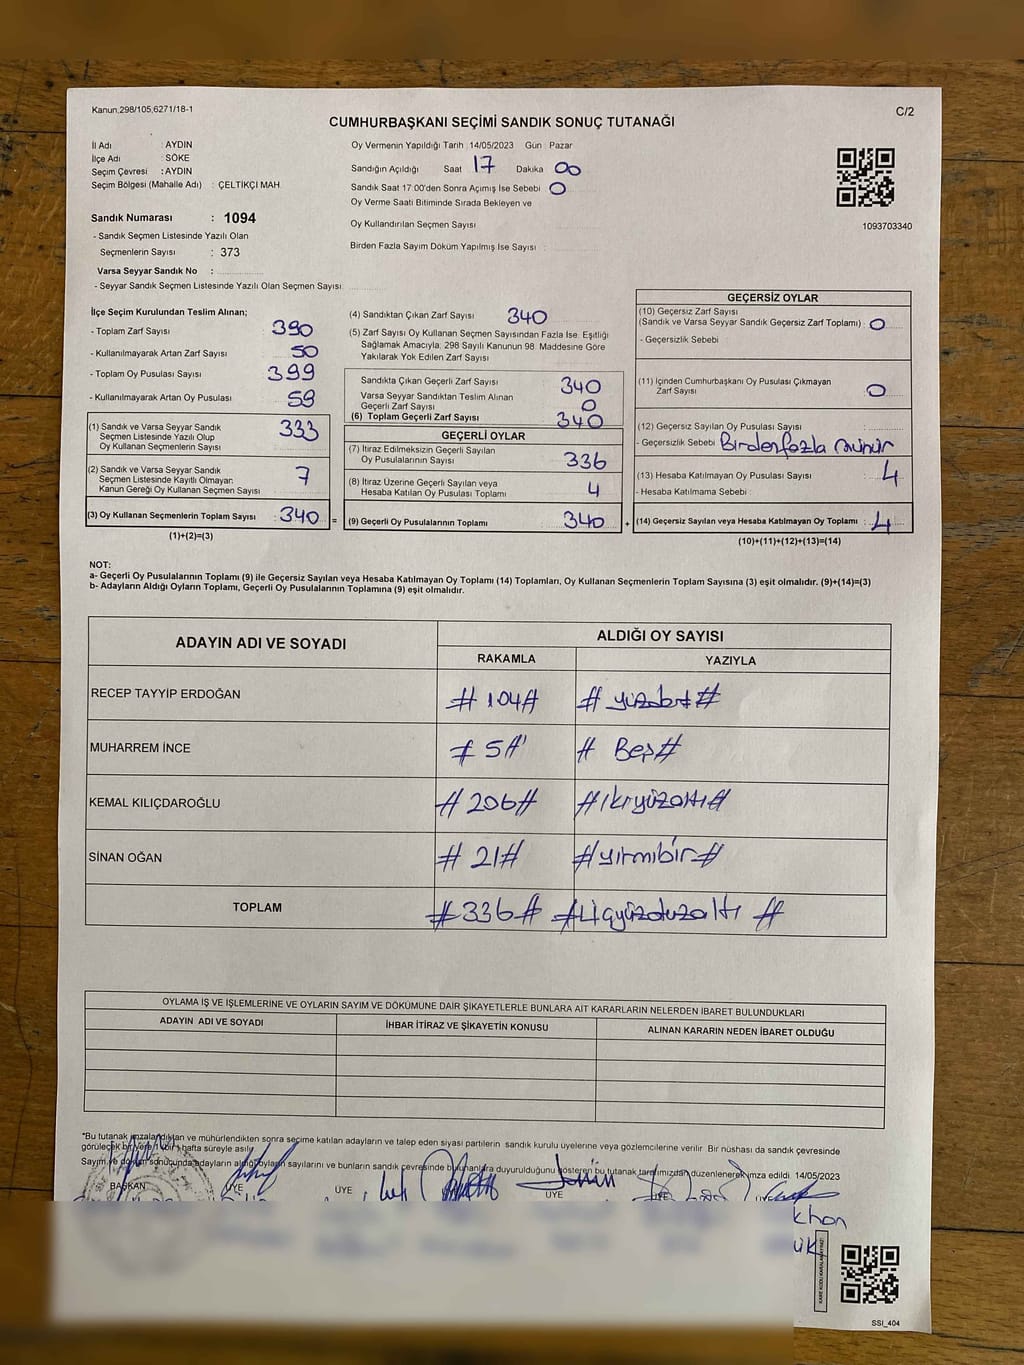 Kanun,298/105,6271/18-1
C/2
CUMHURBAŞKANI SEÇİMİ SANDIK SONUÇ TUTANAĞI
İl Adı : AYDIN
İlçe Adı : SÖKE
Seçim Çevresi : AYDIN
Seçim Bölgesi (Mahalle Adı) : ÇELTİKÇİ MAH
Sandık Numarası : 1094
- Sandık Seçmen Listesinde Yazılı Olan
Seçmenlerin Sayısı : 373
Varsa Seyyar Sandık No :
- Seyyar Sandık Seçmen Listesinde Yazılı Olan Seçmen Sayısı:
Oy Vermenin Yapıldığı Tarih :14/05/2023 Gün : Pazar
Sandığın Açıldığı Saat 17 Dakika 00
Sandık Saat 17:00'den Sonra Açımış İse Sebebi : 0
Oy Verme Saati Bitiminde Sırada Bekleyen ve
Oy Kullandırılan Seçmen Sayısı
Birden Fazla Sayım Döküm Yapılmış İse Sayısı :
1093703340
İlçe Seçim Kurulundan Teslim Alınan;
- Toplam Zarf Sayısı : 390
- Kullanılmayarak Artan Zarf Sayısı : 50
- Toplam Oy Pusulası Sayısı : 399
- Kullanılmayarak Artan Oy Pusulası : 59
(1) Sandık ve Varsa Seyyar Sandık
Seçmen Listesinde Yazılı Olup
Oy Kullanan Seçmenlerin Sayısı : 333
(2) Sandık ve Varsa Seyyar Sandık
Seçmen Listesinde Kayıtlı Olmayan
Kanun Gereği Oy Kullanan Seçmen Sayısı : 7
(3) Oy Kullanan Seçmenlerin Toplam Sayısı : 340 =
(1)+(2)=(3)
(4) Sandıktan Çıkan Zarf Sayısı : 340
(5) Zarf Sayısı Oy Kullanan Seçmen Sayısından Fazla İse, Eşitliği
Sağlamak Amacıyla; 298 Sayılı Kanunun 98. Maddesine Göre
Yakılarak Yok Edilen Zarf Sayısı
Sandıkta Çıkan Geçerli Zarf Sayısı : 340
Varsa Seyyar Sandıktan Teslim Alınan
Geçerli Zarf Sayısı : 0
(6) Toplam Geçerli Zarf Sayısı : 340
GEÇERLİ OYLAR
(7) İtiraz Edilmeksizin Geçerli Sayılan
Oy Pusulalarının Sayısı : 336
(8) İtiraz Üzerine Geçerli Sayılan veya
Hesaba Katılan Oy Pusulası Toplamı : 4
(9) Geçerli Oy Pusulalarının Toplamı : 340 +
GEÇERSİZ OYLAR
(10) Geçersiz Zarf Sayısı
(Sandık ve Varsa Seyyar Sandık Geçersiz Zarf Toplamı) : 0
- Geçersizlik Sebebi
(11) İçinden Cumhurbaşkanı Oy Pusulası Çıkmayan
Zarf Sayısı : 0
(12) Geçersiz Sayılan Oy Pusulası Sayısı
- Geçersizlik Sebebi : Birdenfazla mühür
(13) Hesaba Katılmayan Oy Pusulası Sayısı : 4
- Hesaba Katılmama Sebebi :
(14) Geçersiz Sayılan veya Hesaba Katılmayan Oy Toplamı : 4
(10)+(11)+(12)+(13)=(14)
NOT:
a- Geçerli Oy Pusulalarının Toplamı (9) ile Geçersiz Sayılan veya Hesaba Katılmayan Oy Toplamı (14) Toplamları, Oy Kullanan Seçmenlerin Toplam Sayısına (3) eşit olmalıdır. (9)+(14)=(3)
b- Adayların Aldığı Oyların Toplamı, Geçerli Oy Pusulalarının Toplamına (9) eşit olmalıdır.
ADAYIN ADI VE SOYADI
ALDIĞI OY SAYISI
RAKAMLA YAZIYLA
RECEP TAYYİP ERDOĞAN # 104 # # yüzdört #
MUHARREM İNCE # 5 # # Beş #
KEMAL KILIÇDAROĞLU # 206 # # ikiyüzaltı #
SİNAN OĞAN # 21 # # yirmibir #
TOPLAM # 336 #
OYLAMA İŞ VE İŞLEMLERİNE VE OYLARIN SAYIM VE DÖKÜMÜNE DAİR ŞİKAYETLERLE BUNLARA AİT KARARLARIN NELERDEN İBARET BULUNDUKLARI
ADAYIN ADI VE SOYADI İHBAR İTİRAZ VE ŞİKAYETİN KONUSU ALINAN KARARIN NEDEN İBARET OLDUĞU
*Bu tutanak imzalandıktan ve mühürlendikten sonra seçime katılan adayların ve talep eden siyasi partilerin sandık kurulu üyelerine veya gözlemcilerine verilir. Bir nüshası da sandık çevresinde
görülecek bir yere 1 (bir) hafta süreyle asılır.
Sayım ve döküm sonucunda adayların aldığı oyların sayılarını ve bunların sandık çevresinde bulunanlara duyurulduğunu gösteren bu tutanak tarafımızdan düzenlenerek imza edildi. 14/05/2023
BAŞKAN ÜYE ÜYE ÜYE ÜYE
SSI_404